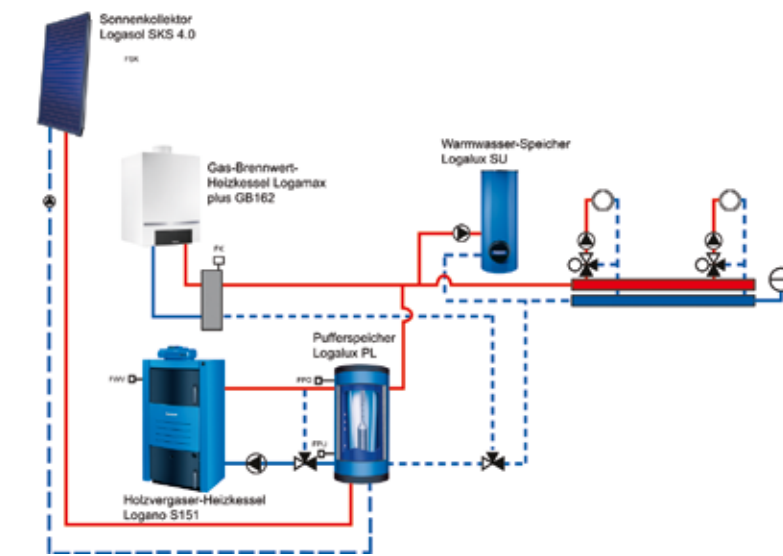 Sonnenkollektor
Logasol SKS 4.0
FSK
Gas-Brennwert-
Heizkessel Logamax
plus GB162
Warmwasser-Speicher
Logalux SU
FK
Pufferspeicher
Logalux PL
FWV
FPO
FPU
Holzvergaser-Heizkessel
Logano S151